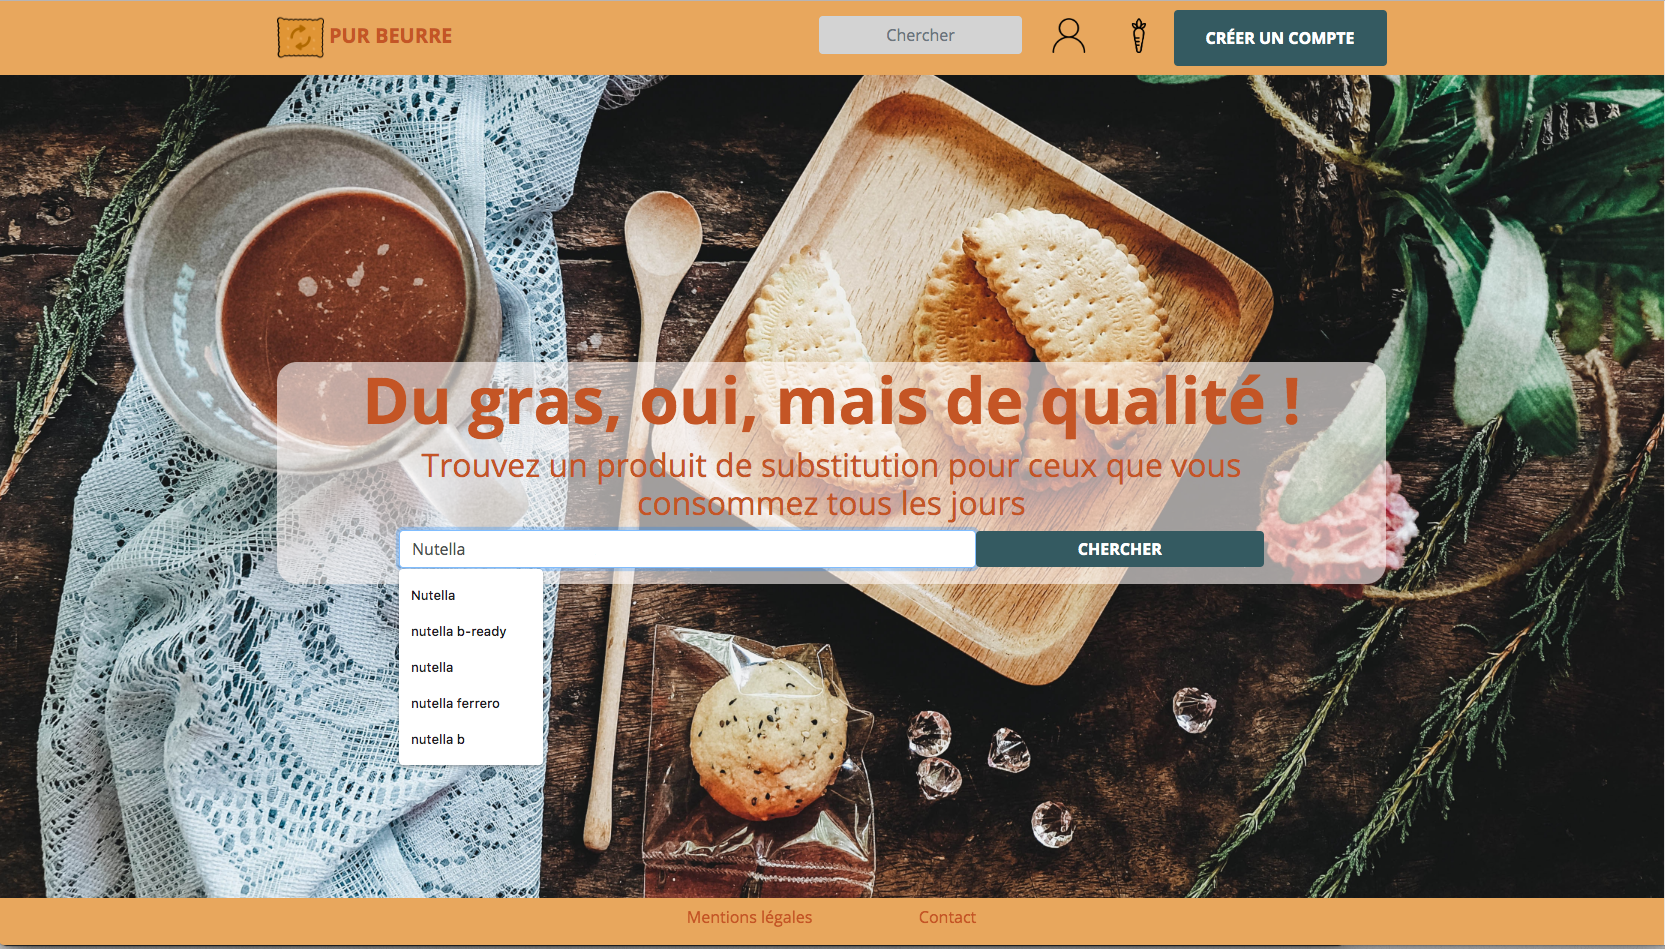 PUR BEURRE
Chercher
CRÉER UN COMPTE
Du gras, oui, mais de qualité !
Trouvez un produit de substitution pour ceux que vous
consommez tous les jours
Nutella
CHERCHER
Nutella
nutella b-ready
nutella
nutella ferrero
nutella b
Mentions légales
Contact